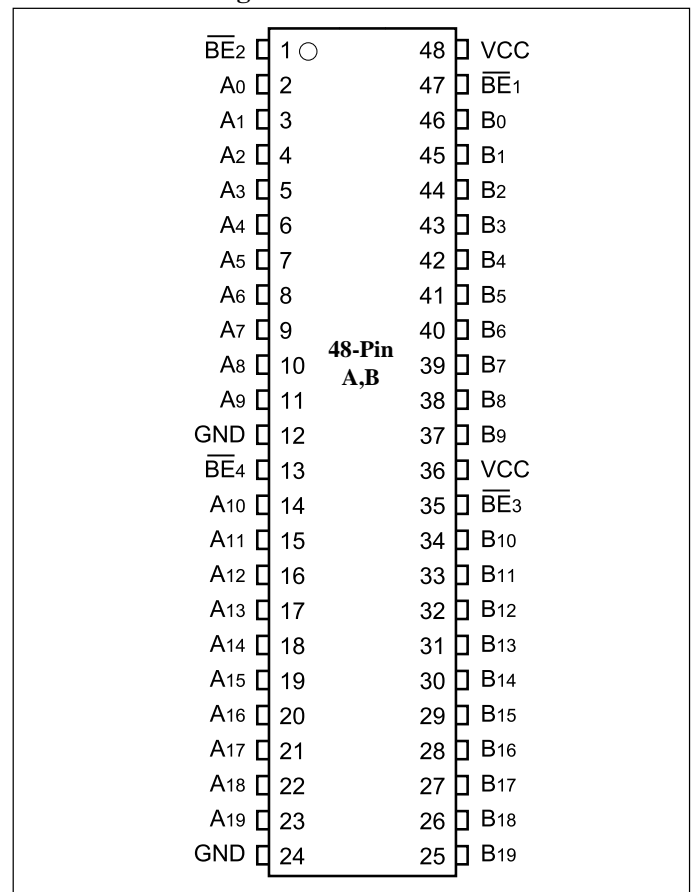 BE2 1 48 VCC
A0 2 47 BE1
A1 3 46 B0
A2 4 45 B1
A3 5 44 B2
A4 6 43 B3
A5 7 42 B4
A6 8 41 B5
A7 9 40 B6
48-Pin
A8 10 39 B7
A,B
A9 11 38 B8
GND 12 37 B9
BE4 13 36 VCC
A10 14 35 BE3
A11 15 34 B10
A12 16 33 B11
A13 17 32 B12
A14 18 31 B13
A15 19 30 B14
A16 20 29 B15
A17 21 28 B16
A18 22 27 B17
A19 23 26 B18
GND 24 25 B19